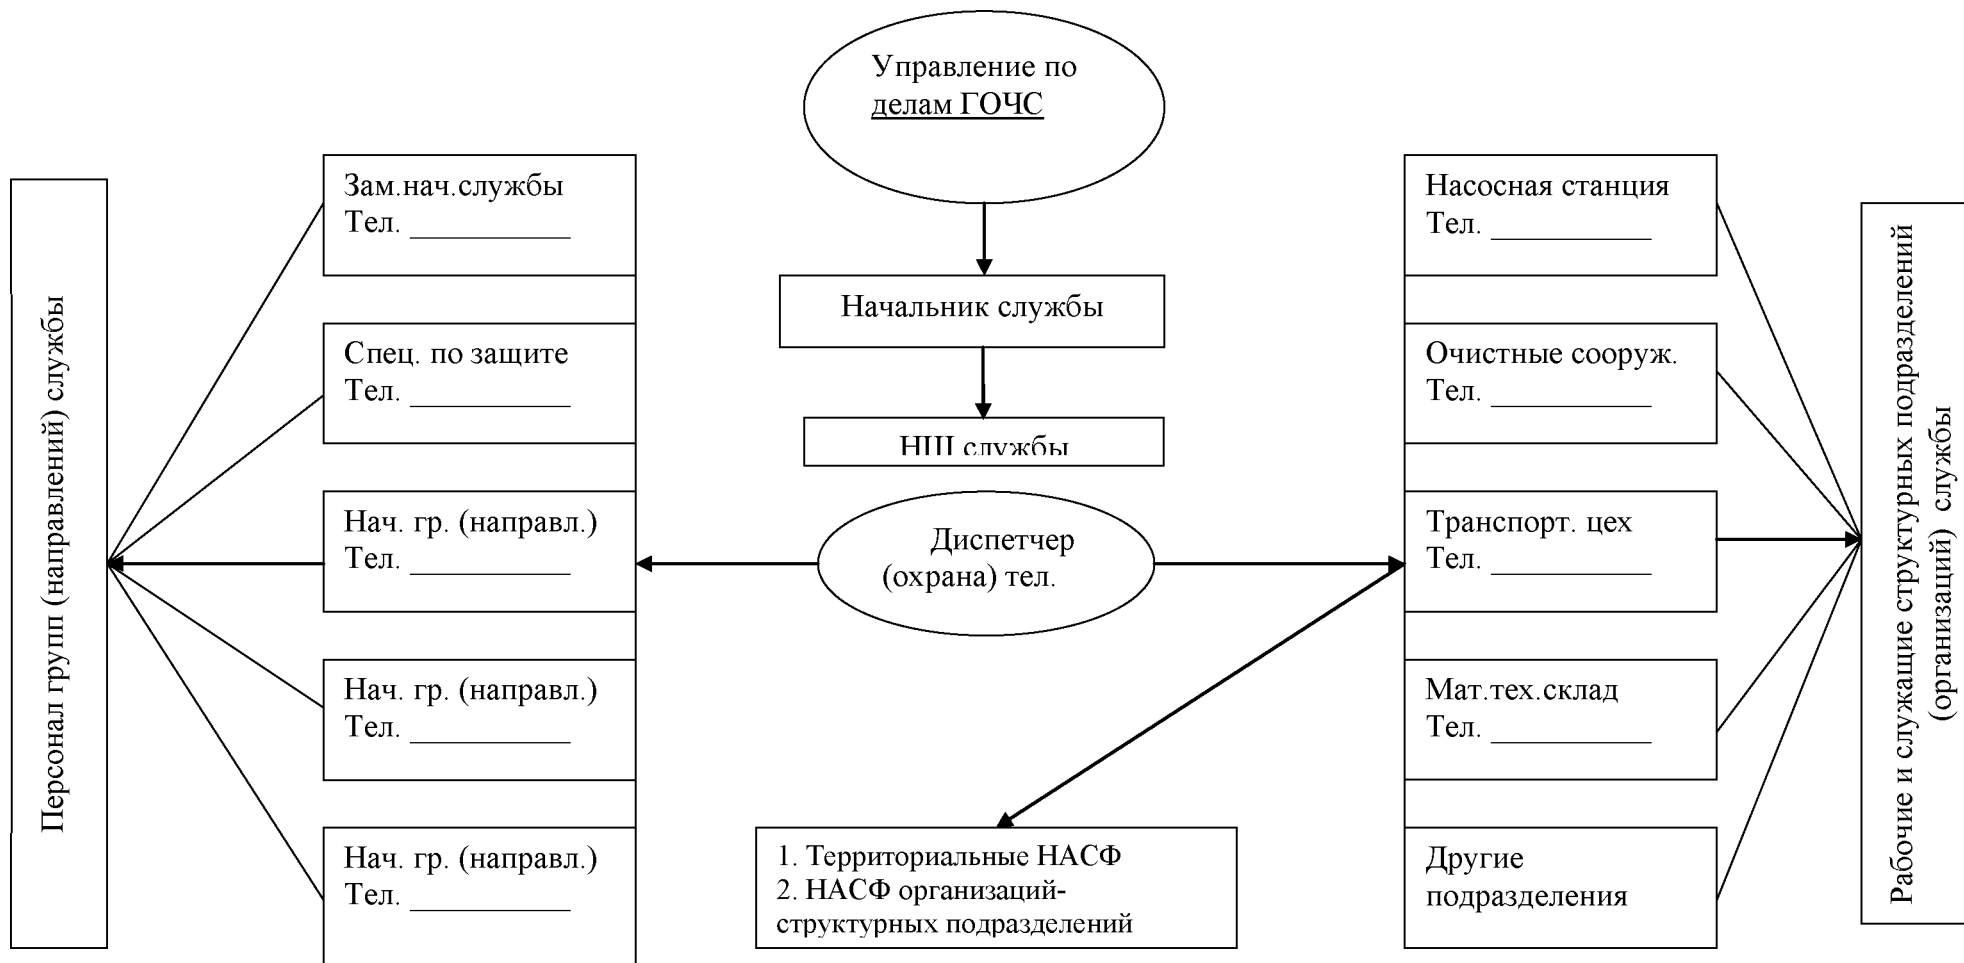 Управление по
делам ГОЧС
Начальник службы
НШ службы
Диспетчер
(охрана) тел.
1. Территориальные НАСФ
2. НАСФ организаций-
структурных подразделений
Персонал групп (направлений) службы
Зам.нач.службы
Тел. ___________
Спец. по защите
Тел. ___________
Нач. гр. (направл.)
Тел. ___________
Нач. гр. (направл.)
Тел. ___________
Нач. гр. (направл.)
Тел. ___________
Насосная станция
Тел. ___________
Очистные сооруж.
Тел. ___________
Транспорт. цех
Тел. ___________
Мат.тех.склад
Тел. ___________
Другие
подразделения
Рабочие и служащие структурных подразделений
(организаций) службы